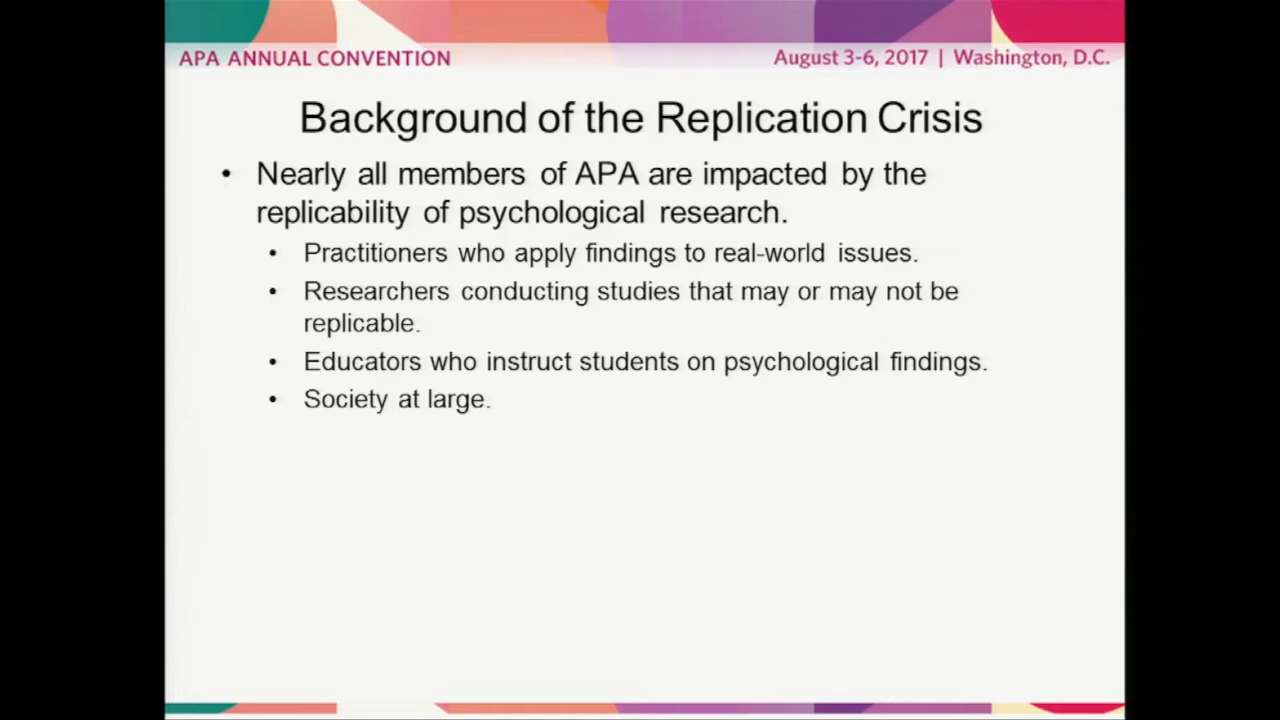 APA ANNUAL CONVENTION
August 3-6, 2017 | Washington, D.C.
Background of the Replication Crisis
• Nearly all members of APA are impacted by the
replicability of psychological research.
• Practitioners who apply findings to real-world issues.
• Researchers conducting studies that may or may not be
replicable.
• Educators who instruct students on psychological findings.
• Society at large.